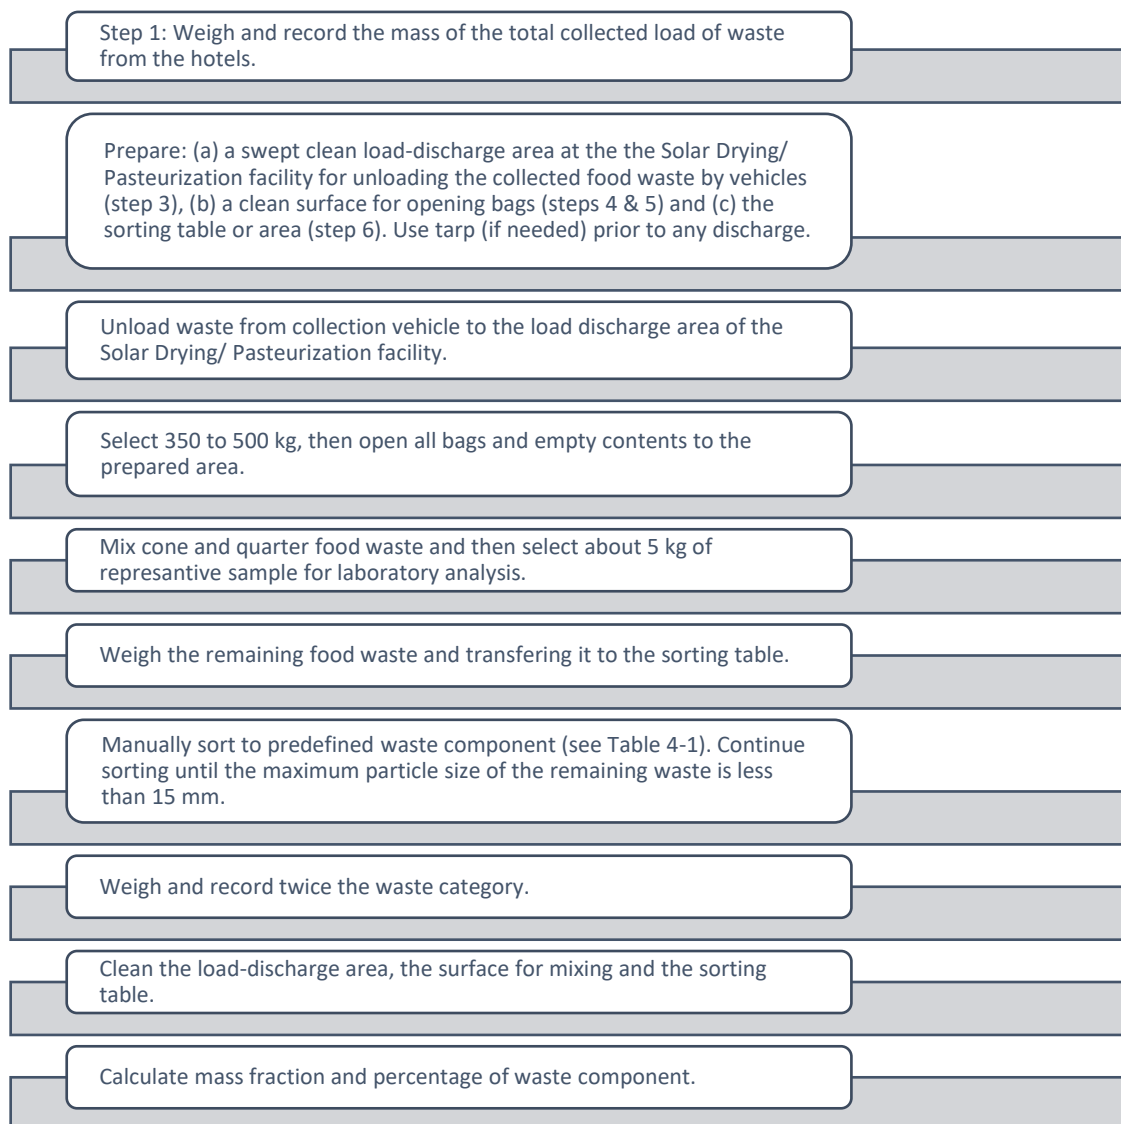 Step 1: Weigh and record the mass of the total collected load of waste
from the hotels.
Prepare: (a) a swept clean load-discharge area at the the Solar Drying/
Pasteurization facility for unloading the collected food waste by vehicles
(step 3), (b) a clean surface for opening bags (steps 4 & 5) and (c) the
sorting table or area (step 6). Use tarp (if needed) prior to any discharge.
Unload waste from collection vehicle to the load discharge area of the
Solar Drying/ Pasteurization facility.
Select 350 to 500 kg, then open all bags and empty contents to the
prepared area.
Mix cone and quarter food waste and then select about 5 kg of
represantive sample for laboratory analysis.
Weigh the remaining food waste and transfering it to the sorting table.
Manually sort to predefined waste component (see Table 4-1). Continue
sorting until the maximum particle size of the remaining waste is less
than 15 mm.
Weigh and record twice the waste category.
Clean the load-discharge area, the surface for mixing and the sorting
table.
Calculate mass fraction and percentage of waste component.